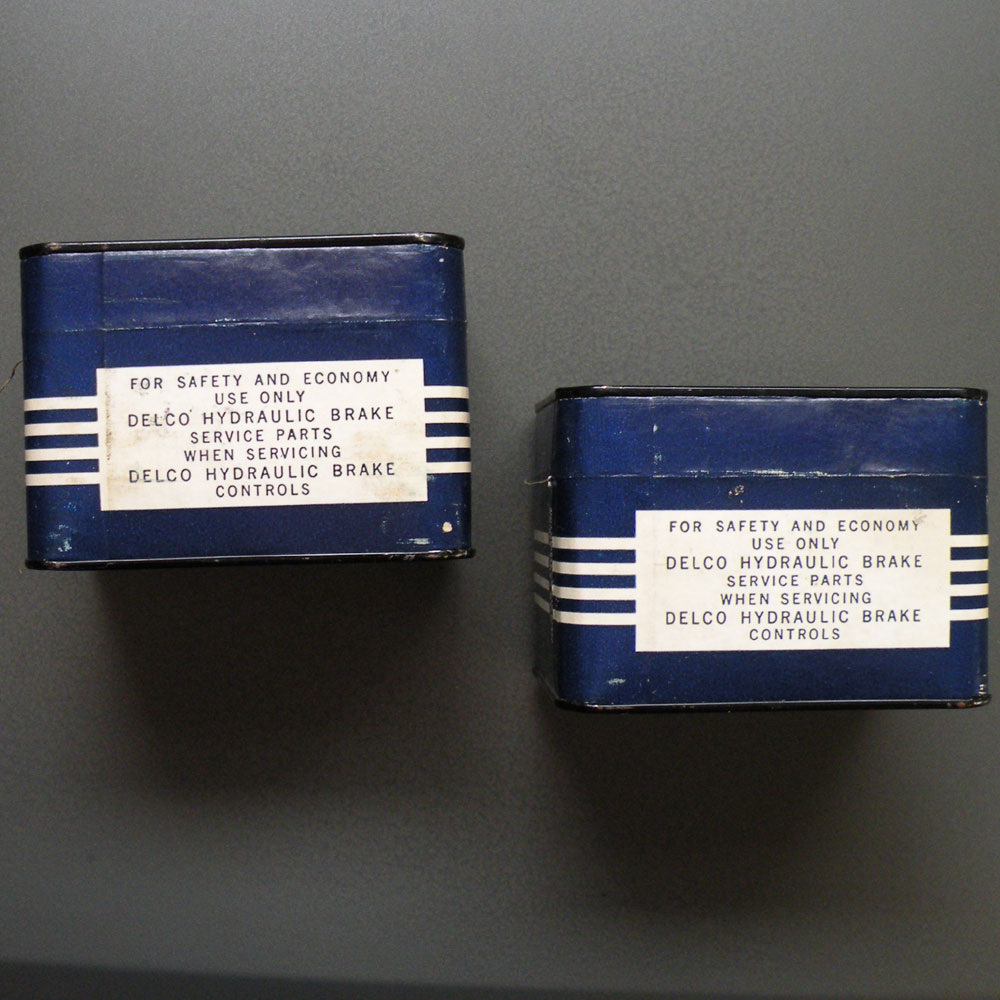 FOR SAFETY AND ECONOMY
USE ONLY
DELCO HYDRAULIC BRAKE
SERVICE PARTS
WHEN SERVICING
DELCO HYDRAULIC BRAKE
CONTROLS
FOR SAFETY AND ECONOMY
USE ONLY
DELCO HYDRAULIC BRAKE
SERVICE PARTS
WHEN SERVICING
DELCO HYDRAULIC BRAKE
CONTROLS